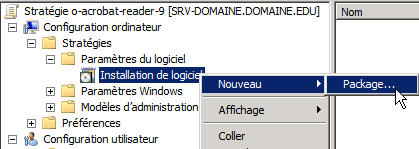 Stratégie o-acrobat-reader-9 [SRV-DOMAINE.DOMAINE.EDU]
Nom
Configuration ordinateur
Stratégies
Paramètres du logiciel
Installation de logiciel
Nouveau
Package...
Paramètres Windows
Modèles d'administration
Affichage
Préférences
Coller
Configuration utilisateur